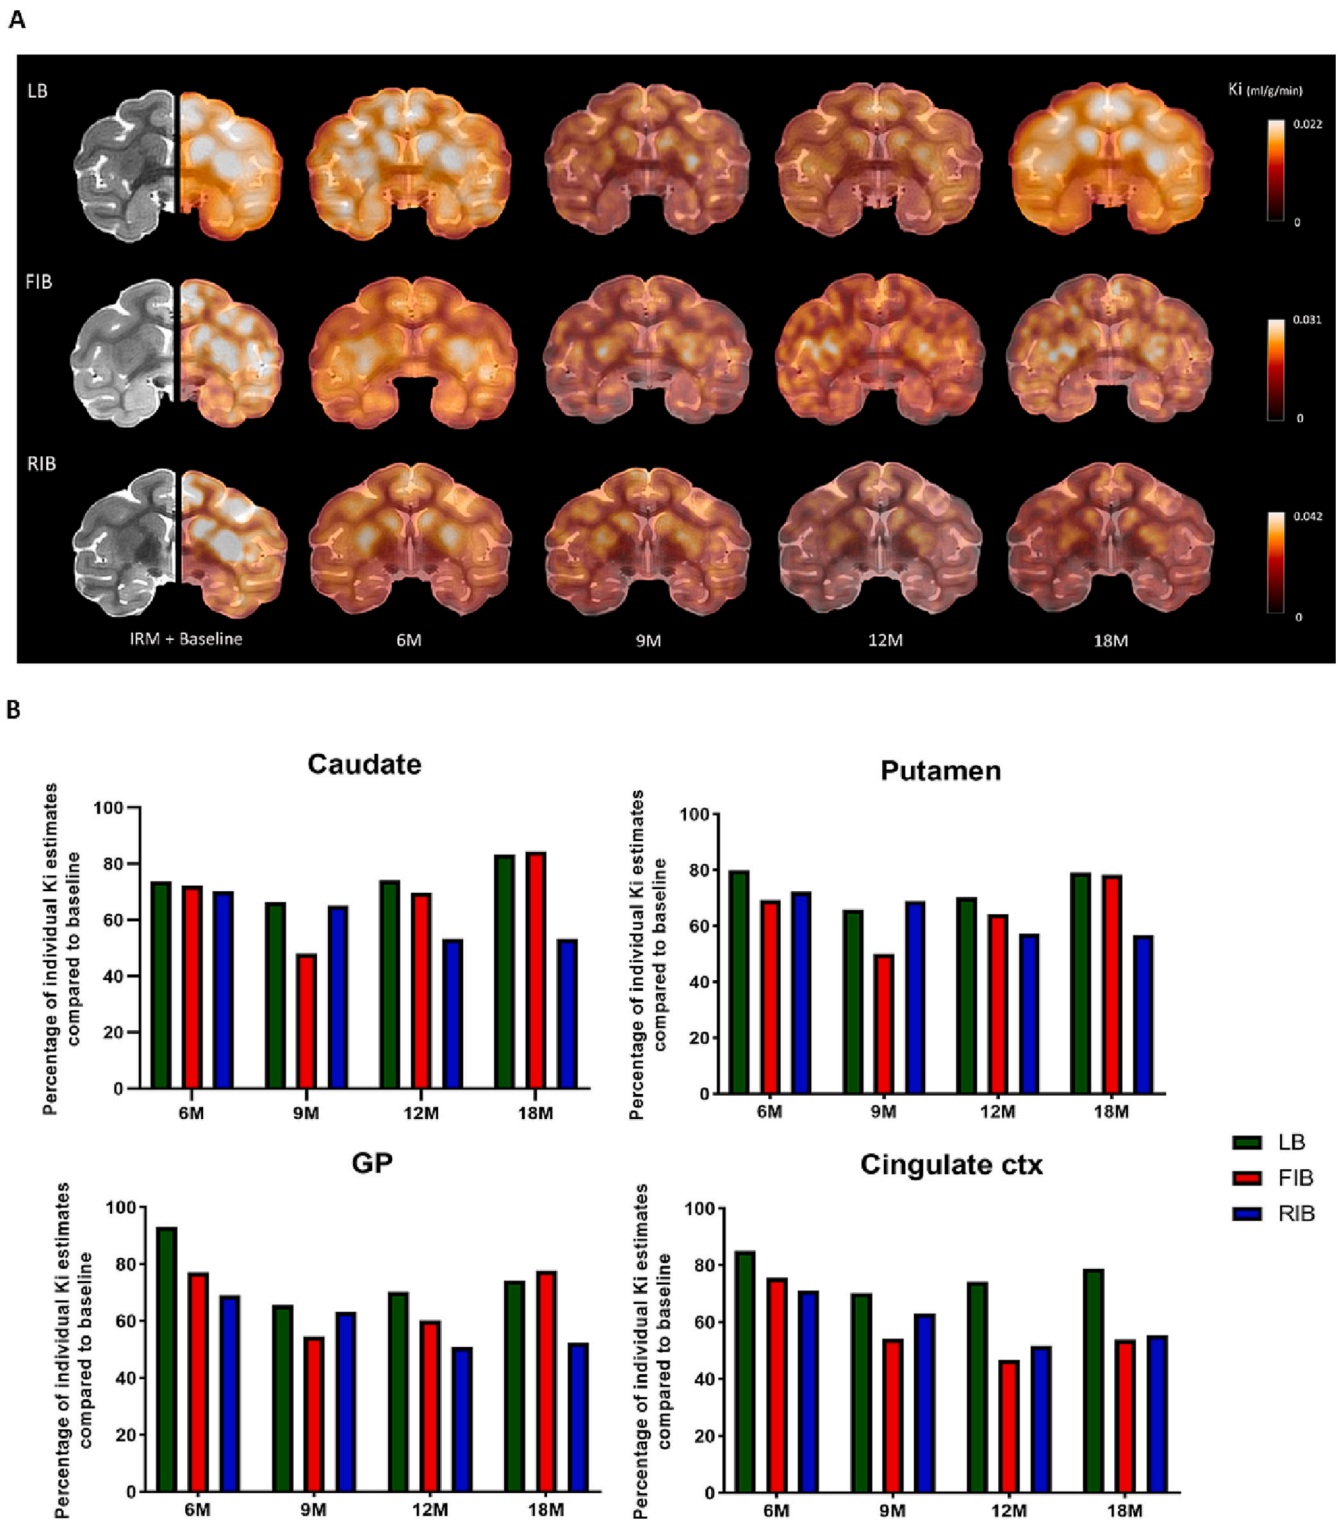 A
LB
Ki (ml/g/min)
0.022
0
FIB
0.031
0
RIB
0.042
0
IRM + Baseline 6M 9M 12M 18M
B
Caudate
Percentage of individual Ki estimates
compared to baseline
100
80
60
40
20
0
6M 9M 12M 18M
Putamen
Percentage of individual Ki estimates
compared to baseline
100
80
60
40
20
0
6M 9M 12M 18M
GP
Percentage of individual Ki estimates
compared to baseline
100
80
60
40
20
0
6M 9M 12M 18M
Cingulate ctx
Percentage of individual Ki estimates
compared to baseline
100
80
60
40
20
0
6M 9M 12M 18M
LB
FIB
RIB